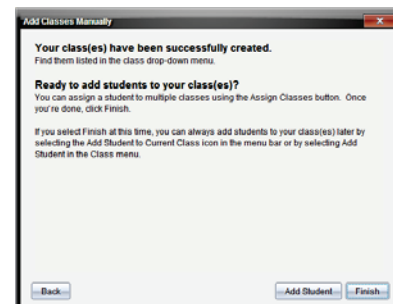 Add Classes Manually
Your class(es) have been successfully created.
Find them listed in the class drop-down menu.
Ready to add students to your class(es)?
You can assign a student to multiple classes using the Assign Classes button. Once
you're done, click Finish.
If you select Finish at this time, you can always add students to your class(es) later by
selecting the Add Student to Current Class icon in the menu bar or by selecting Add
Student in the Class menu.
Back Add Student Finish